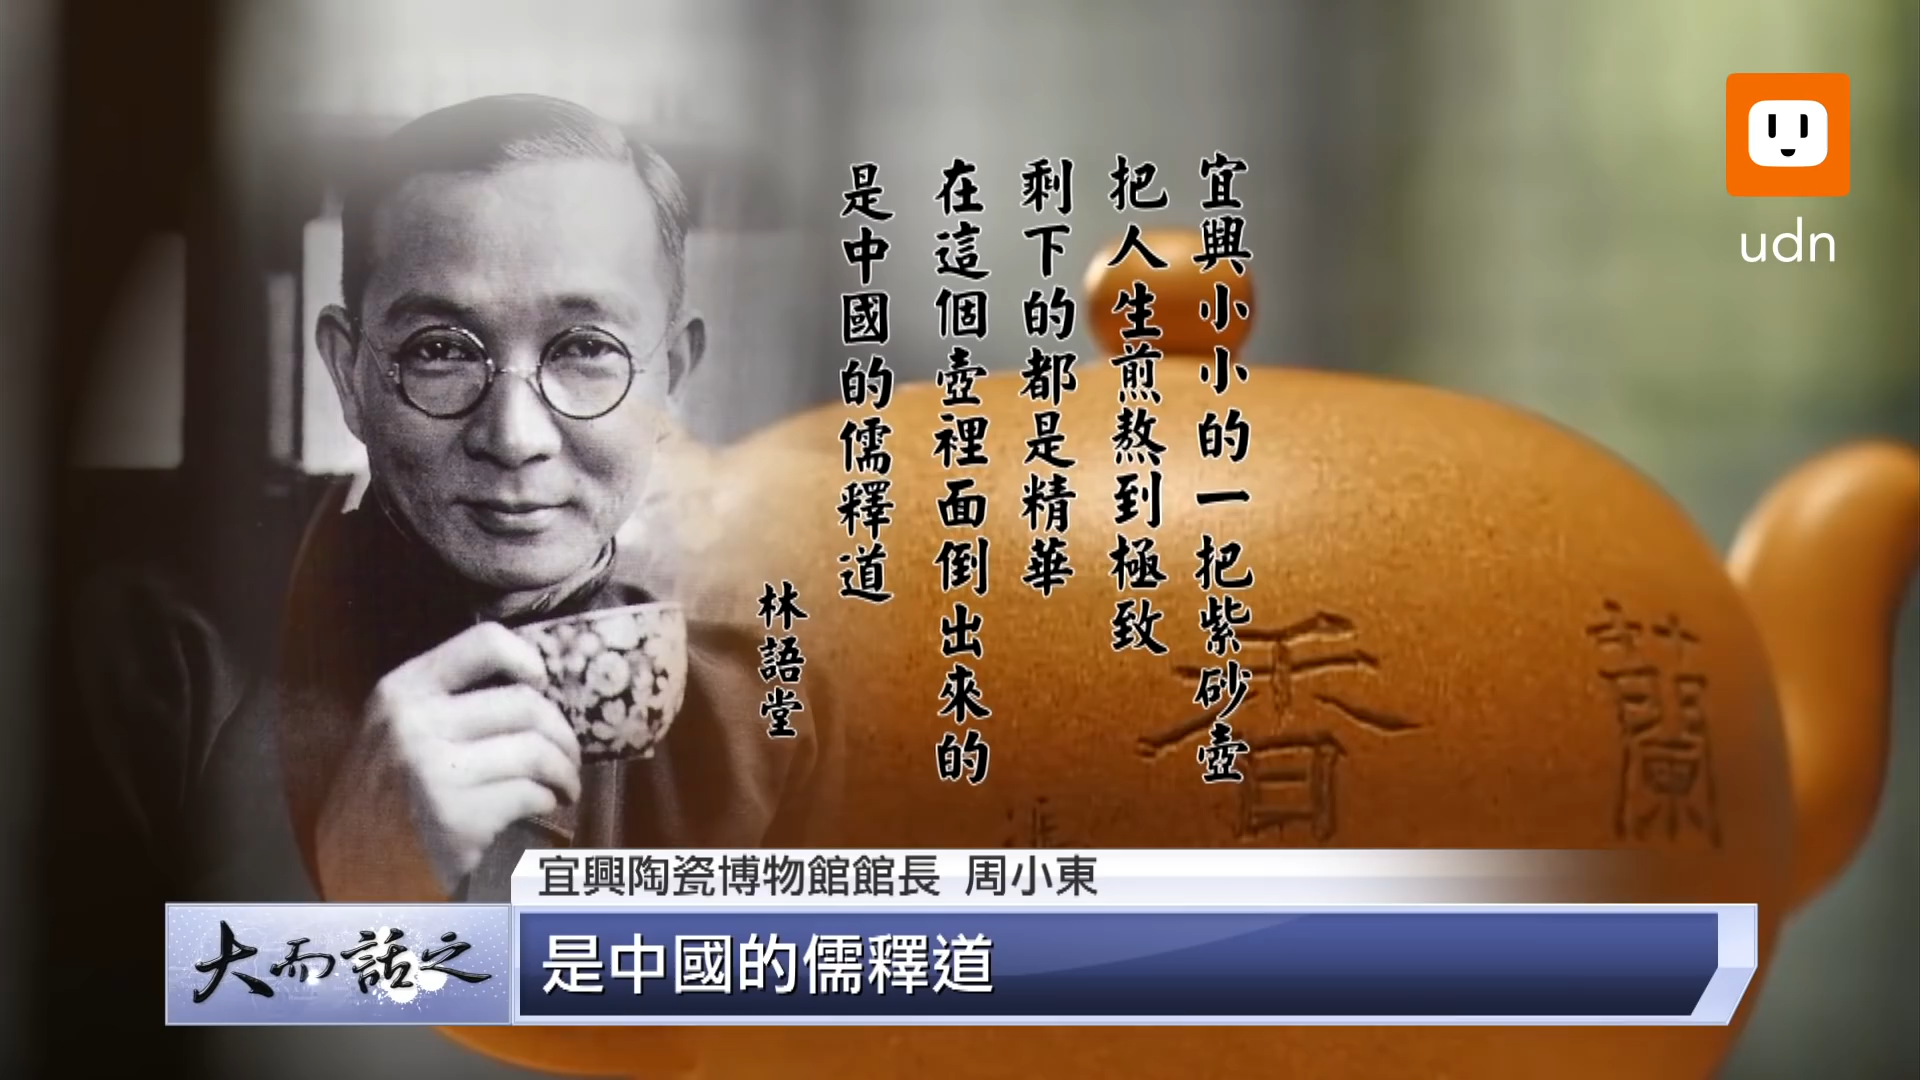 宜興小小的一把紫砂壺
把人生煎熬到極致
剩下的都是精華
在這個壺裡面倒出來的
是中國的儒釋道
林語堂
udn
香
蘭
宜興陶瓷博物館館長 周小東
大而話之
是中國的儒釋道